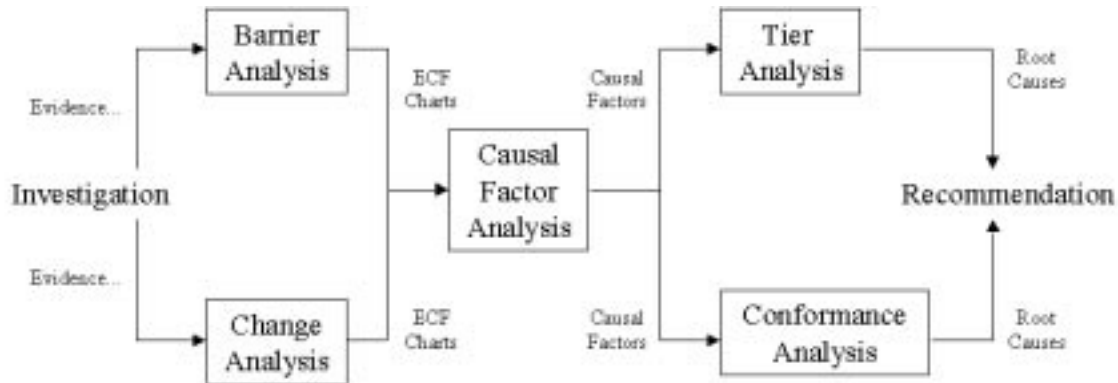 Barrier
Analysis
Tier
Analysis
ECF
Charts
Causal
Factors
Root
Causes
Evidence...
Causal
Factor
Analysis
Investigation
Recommendation
Evidence...
Change
Analysis
ECF
Charts
Causal
Factors
Conformance
Analysis
Root
Causes